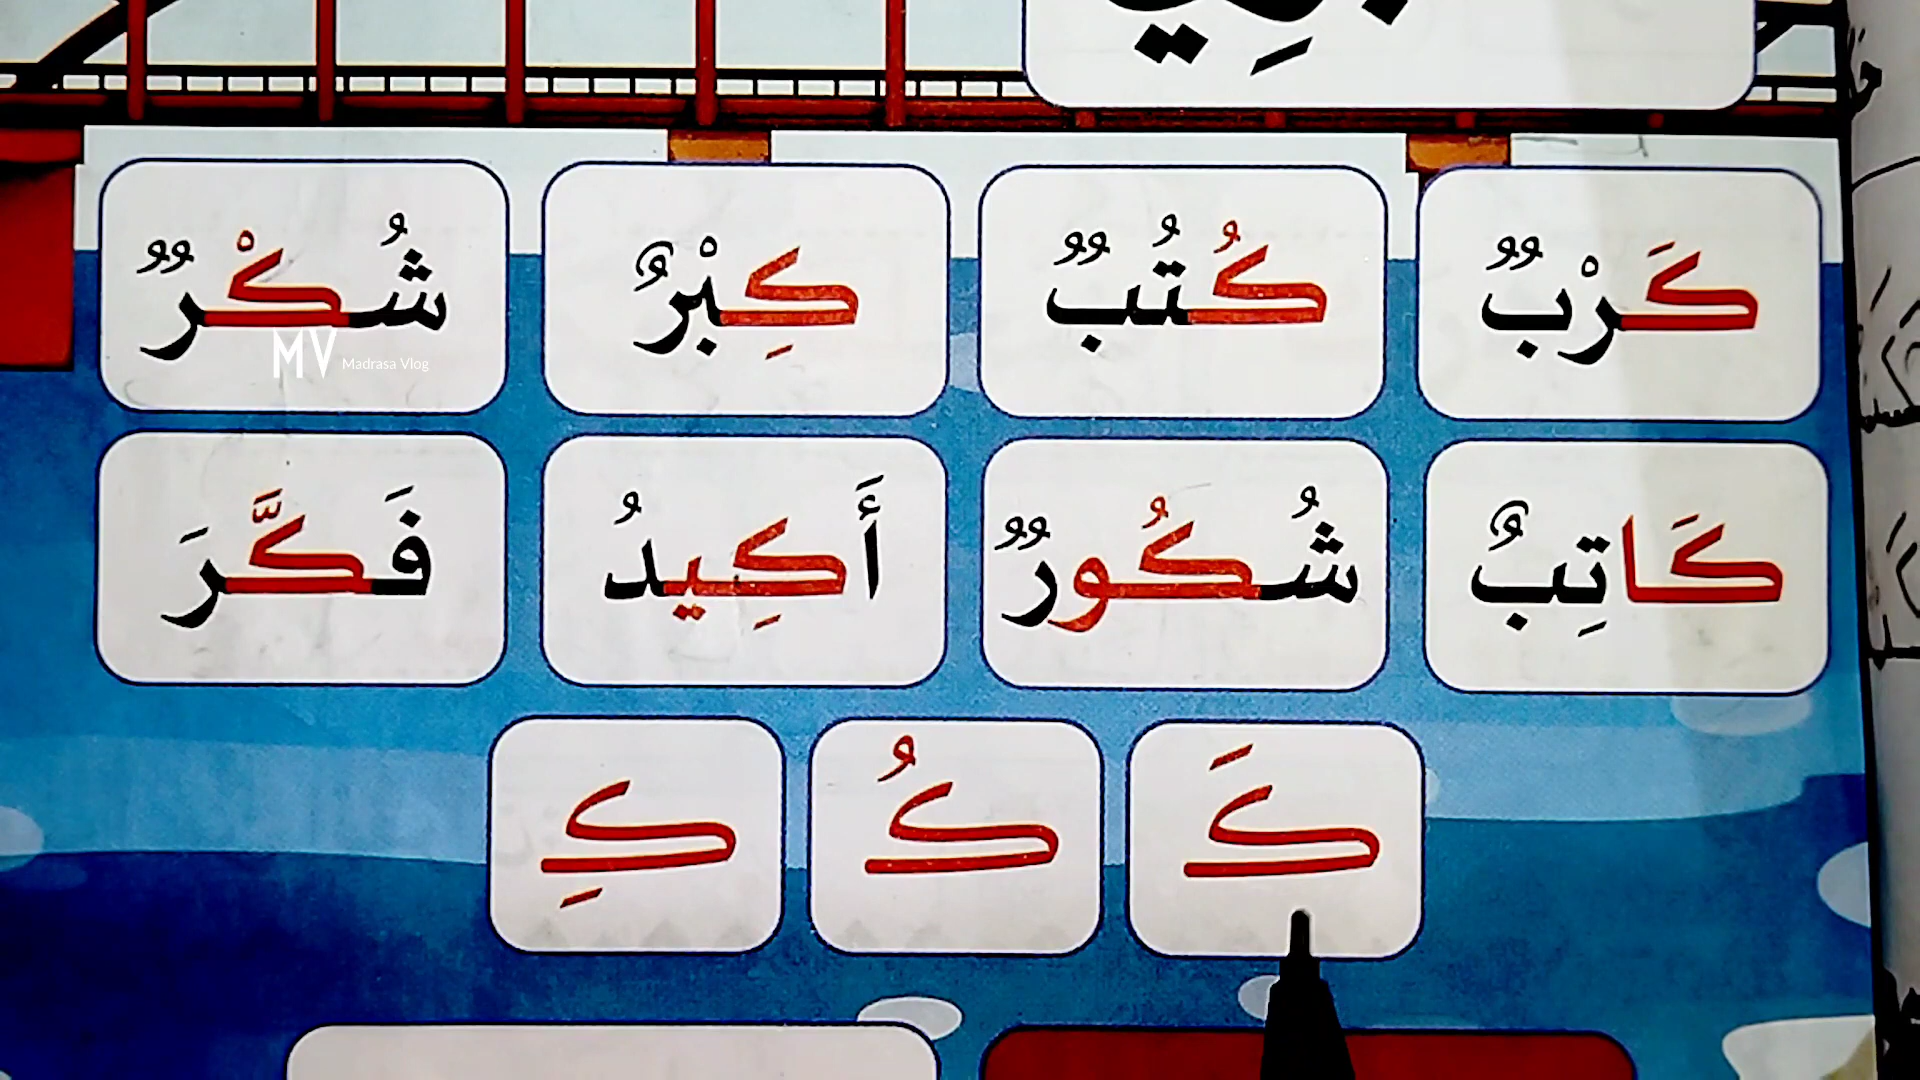 كَرْبٌ كُتُبٌ كِبْرٌ شُكْرٌ
كَاتِبٌ شُكُورٌ أَكِيدُ فَكَّرَ
كَ كُ كِ
MV Madrasa Vlog